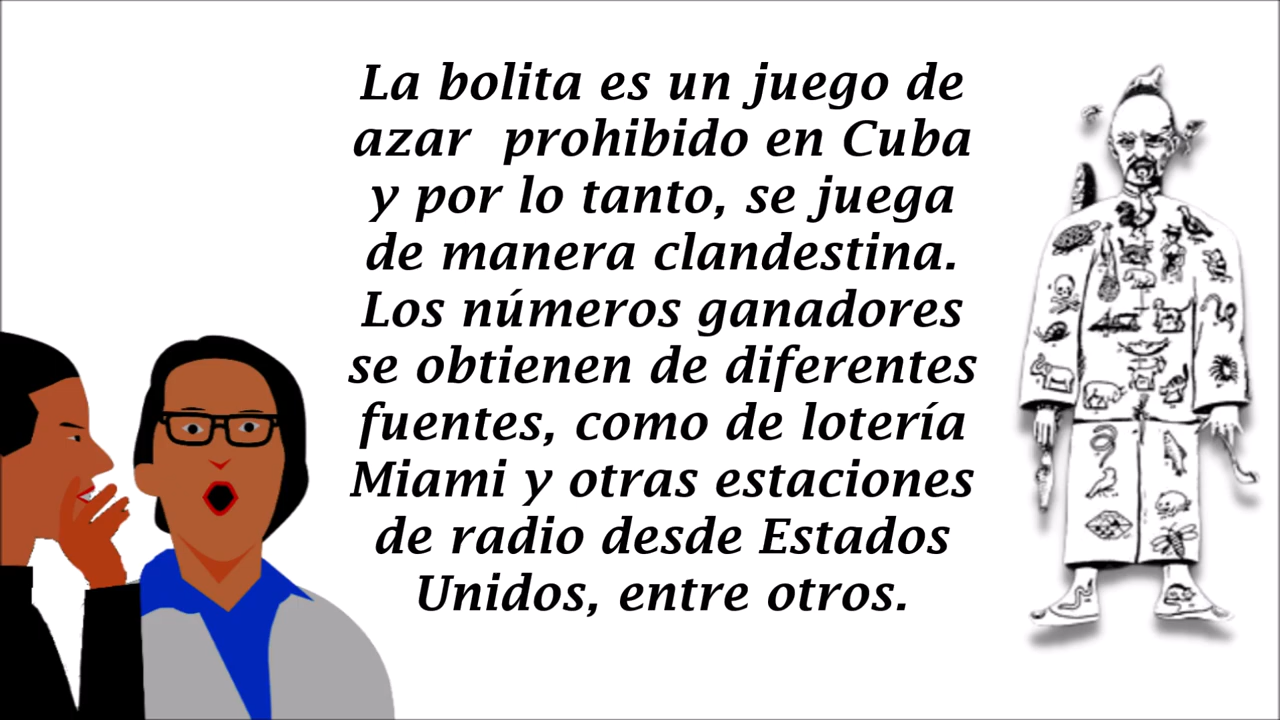 La bolita es un juego de
azar prohibido en Cuba
y por lo tanto, se juega
de manera clandestina.
Los números ganadores
se obtienen de diferentes
fuentes, como de lotería
Miami y otras estaciones
de radio desde Estados
Unidos, entre otros.